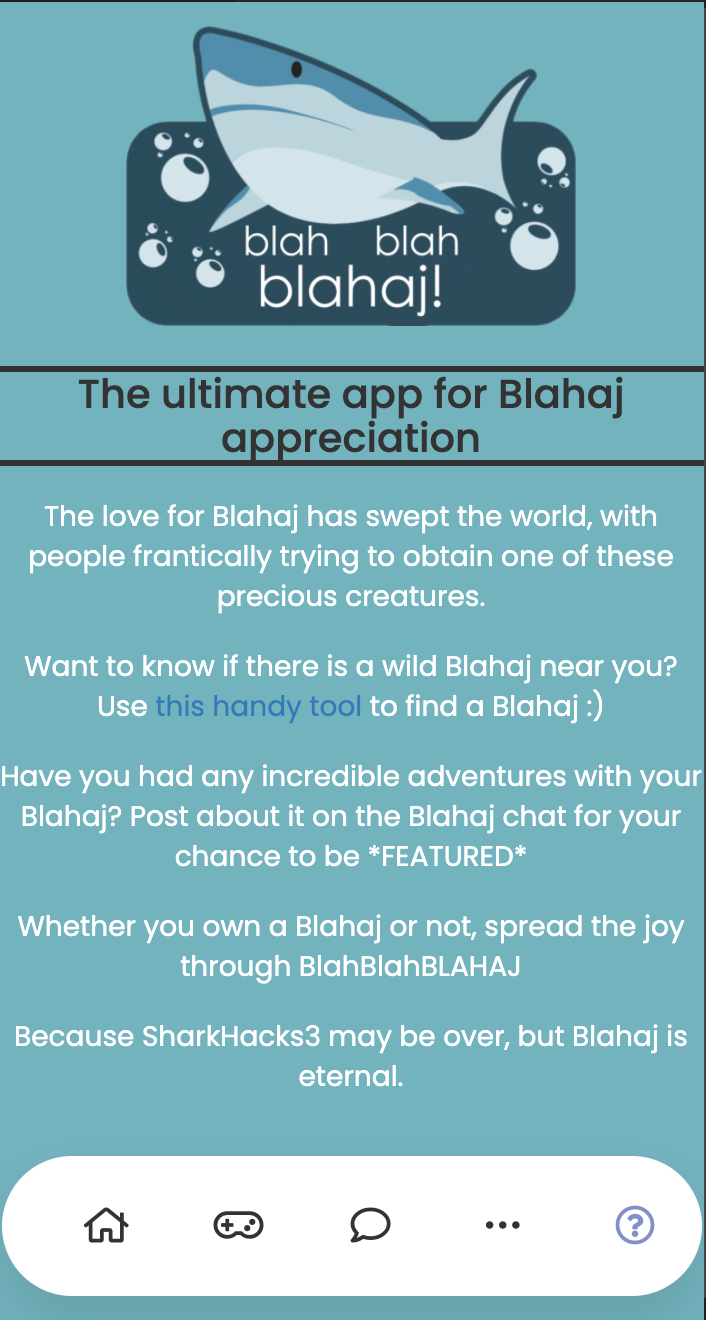 blah blah
blahaj!
The ultimate app for Blahaj
appreciation
The love for Blahaj has swept the world, with
people frantically trying to obtain one of these
precious creatures.
Want to know if there is a wild Blahaj near you?
Use this handy tool to find a Blahaj :)
Have you had any incredible adventures with your
Blahaj? Post about it on the Blahaj chat for your
chance to be *FEATURED*
Whether you own a Blahaj or not, spread the joy
through BlahBlahBLAHAJ
Because SharkHacks3 may be over, but Blahaj is
eternal.